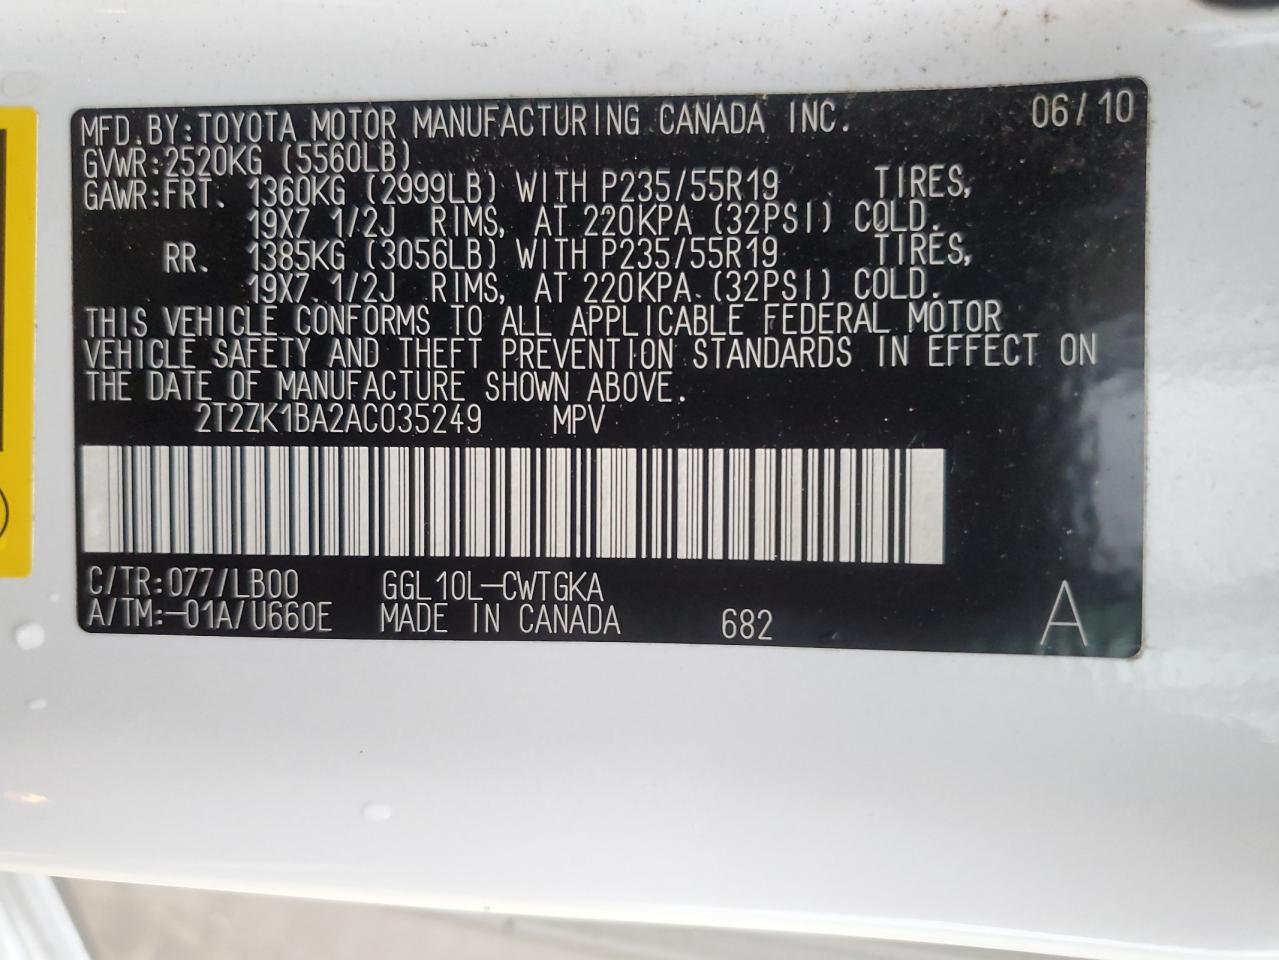 MFD.BY:TOYOTA MOTOR MANUFACTURING CANADA INC. 06/10
GVWR:2520KG (5560LB)
GAWR:FRT. 1360KG (2999LB) WITH P235/55R19 TIRES,
19X7 1/2J RIMS, AT 220KPA (32PSI) COLD.
RR. 1385KG (3056LB) WITH P235/55R19 TIRES,
19X7 1/2J RIMS, AT 220KPA (32PSI) COLD.
THIS VEHICLE CONFORMS TO ALL APPLICABLE FEDERAL MOTOR
VEHICLE SAFETY AND THEFT PREVENTION STANDARDS IN EFFECT ON
THE DATE OF MANUFACTURE SHOWN ABOVE.
2T2ZK1BA2AC035249 MPV
C/TR:077/LB00 GGL10L-CWTGKA
A/TM:-01A/U660E MADE IN CANADA 682 A